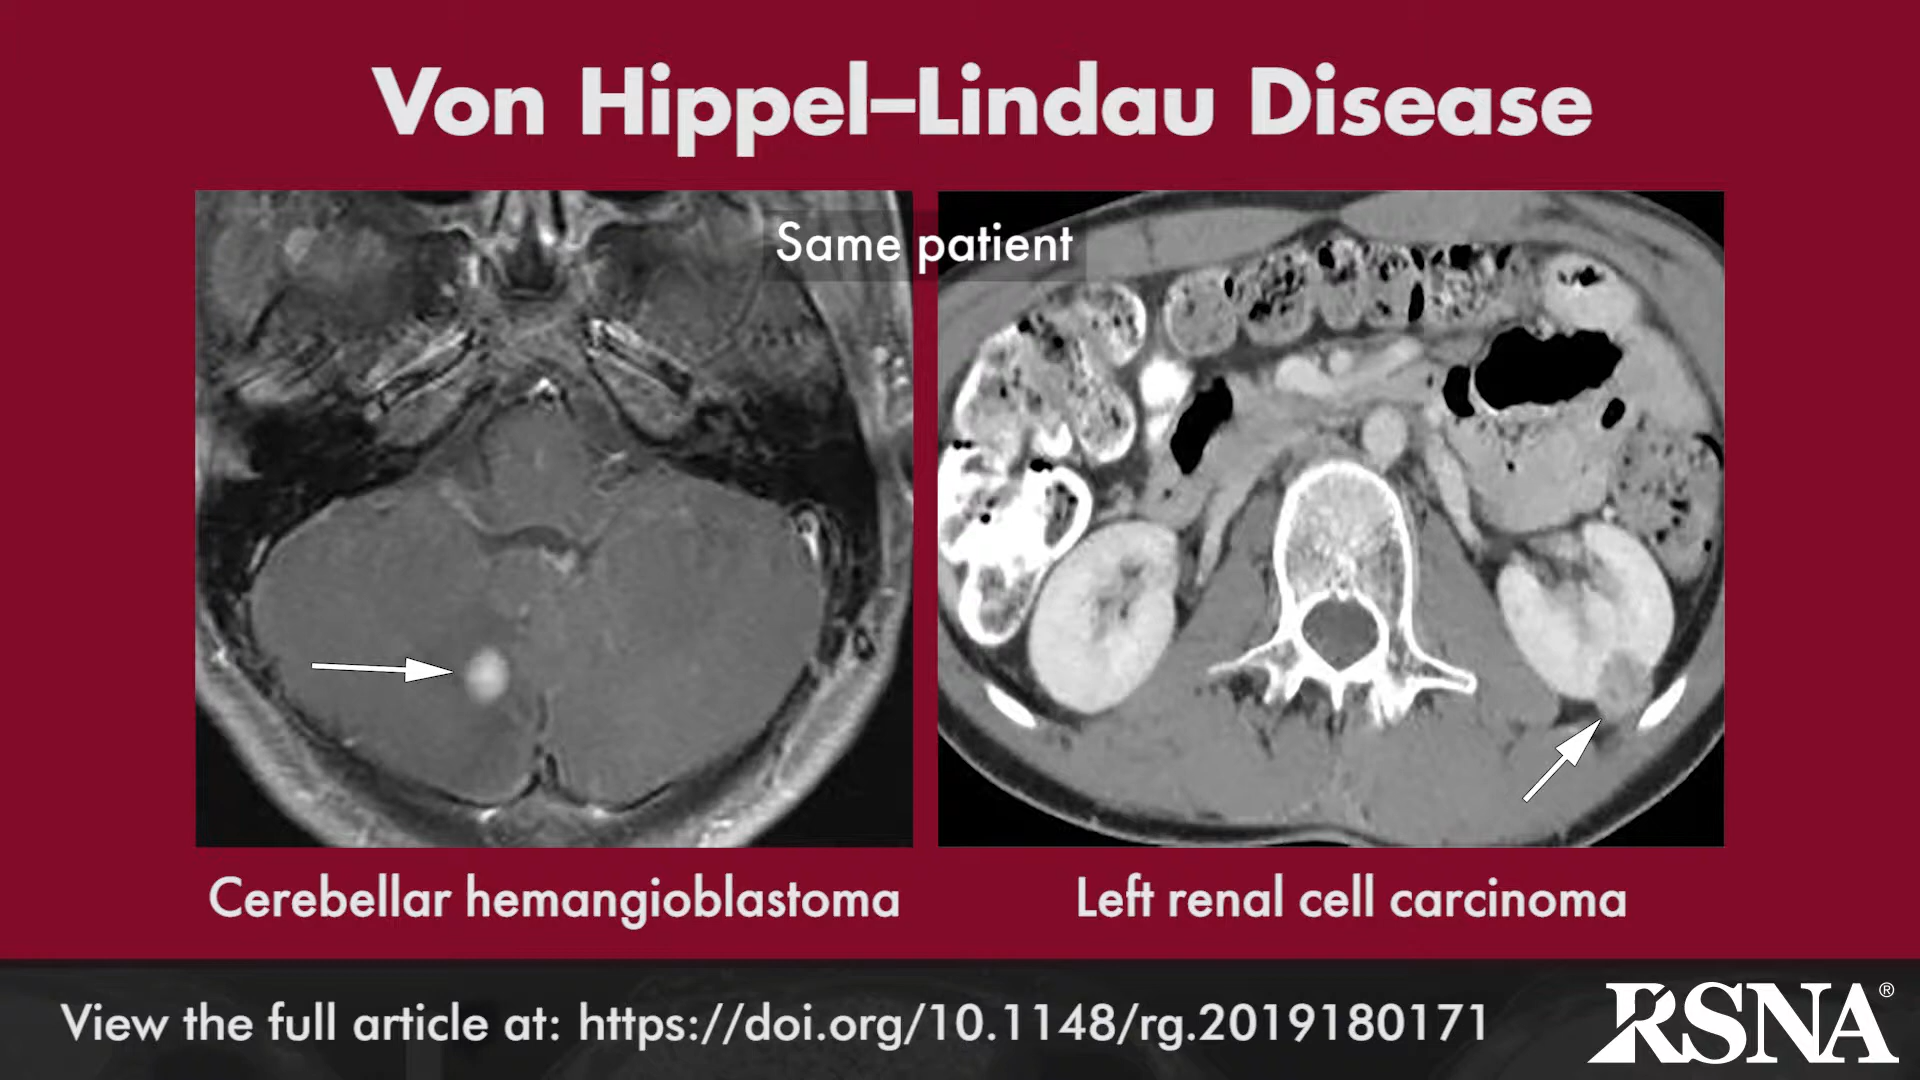 Von Hippel–Lindau Disease
Same patient
Cerebellar hemangioblastoma
Left renal cell carcinoma
View the full article at: https://doi.org/10.1148/rg.2019180171
RSNA®